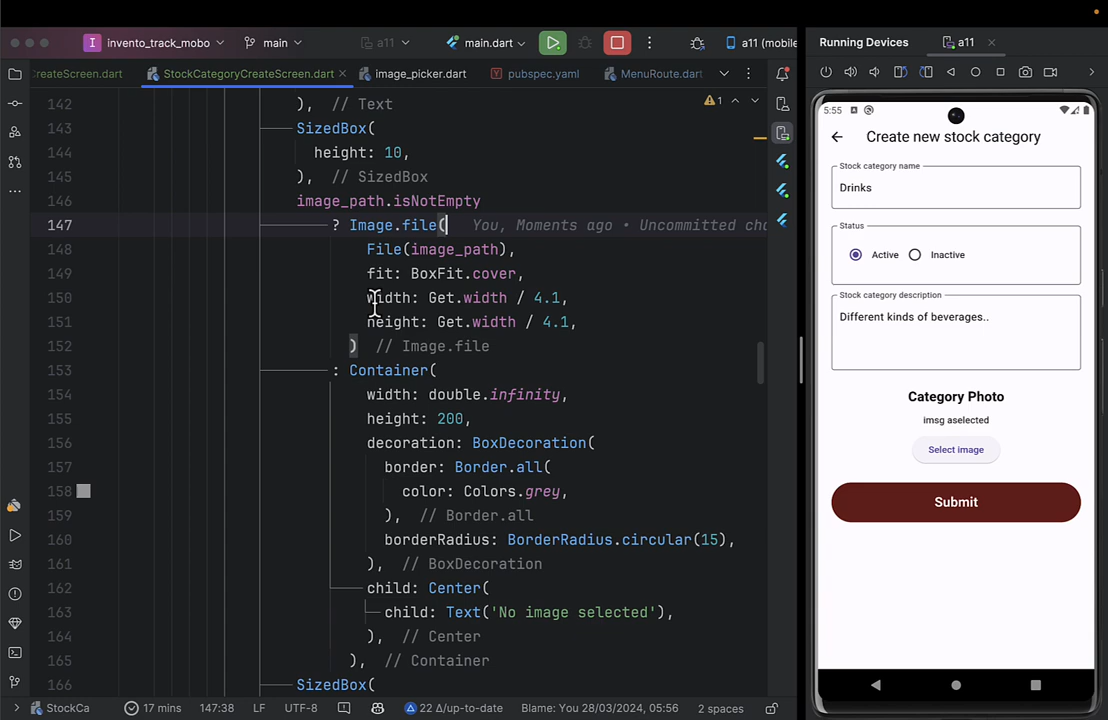 invento_track_mobo
main
a11
main.dart
a11 (mobile
Running Devices
a11
CreateScreen.dart
StockCategoryCreateScreen.dart
image_picker.dart
pubspec.yaml
MenuRoute.dart
142 ), // Text
143 SizedBox(
144 height: 10,
145 ), // SizedBox
146 image_path.isNotEmpty
147 ? Image.file( You, Moments ago • Uncommitted cha
148 File(image_path),
149 fit: BoxFit.cover,
150 width: Get.width / 4.1,
151 height: Get.width / 4.1,
152 ) // Image.file
153 : Container(
154 width: double.infinity,
155 height: 200,
156 decoration: BoxDecoration(
157 border: Border.all(
158 color: Colors.grey,
159 ), // Border.all
160 borderRadius: BorderRadius.circular(15),
161 ), // BoxDecoration
162 child: Center(
163 child: Text('No image selected'),
164 ), // Center
165 ), // Container
166 SizedBox(
1
5:55
Create new stock category
Stock category name
Drinks
Status
Active
Inactive
Stock category description
Different kinds of beverages..
Category Photo
imsg aselected
Select image
Submit
StockCa
17 mins
147:38
LF
UTF-8
22 Δ/up-to-date
Blame: You 28/03/2024, 05:56
2 spaces